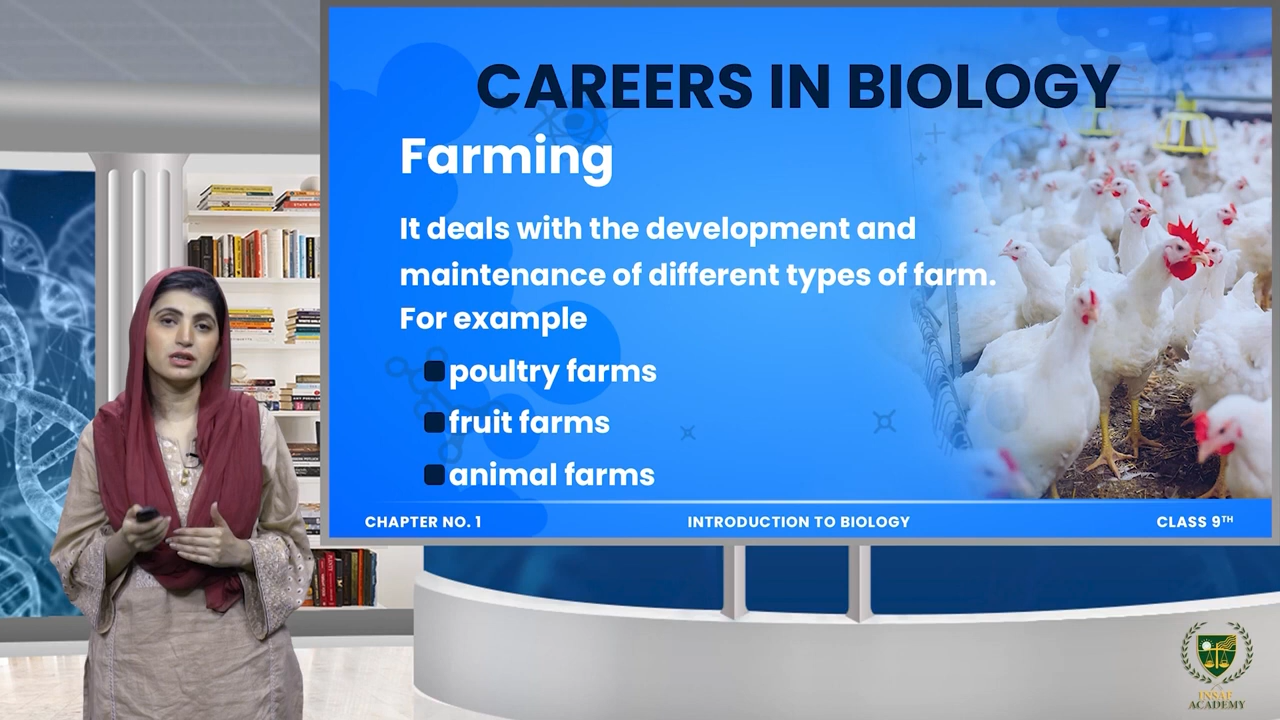 CAREERS IN BIOLOGY
Farming
It deals with the development and
maintenance of different types of farm.
For example
poultry farms
fruit farms
animal farms
CHAPTER NO. 1
INTRODUCTION TO BIOLOGY
CLASS 9TH
INSAF
ACADEMY